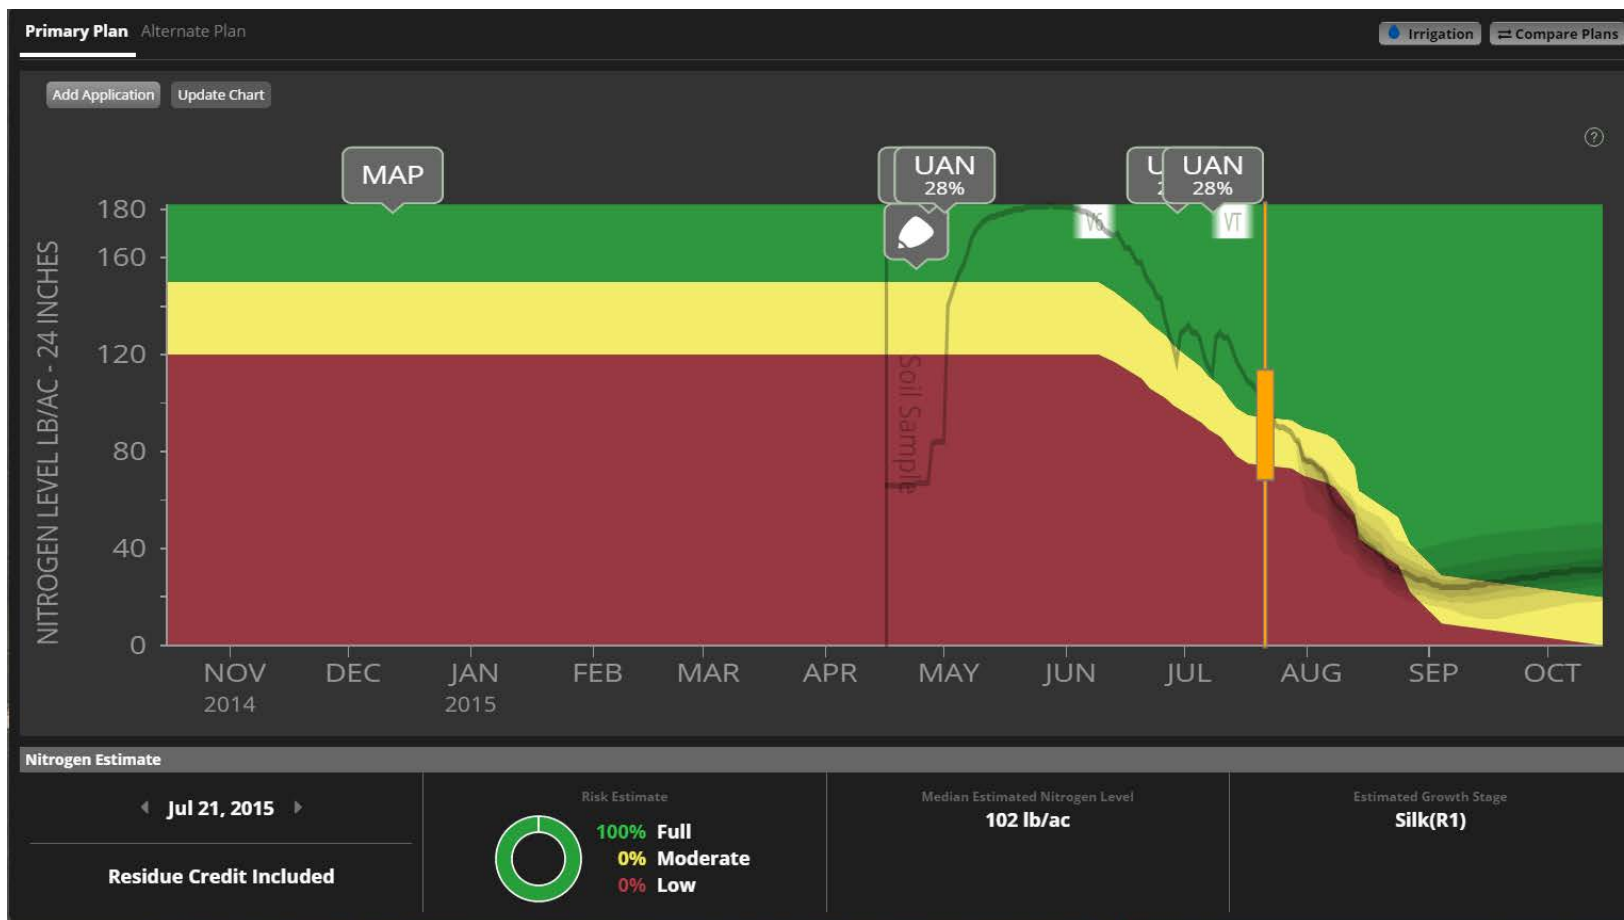 Primary Plan Alternate Plan
Irrigation Compare Plans
Add Application Update Chart
?
MAP
UAN
28%
U
2
UAN
28%
V6
VT
NITROGEN LEVEL LB/AC - 24 INCHES
180
160
120
80
40
0
Soil Sample
NOV DEC JAN FEB MAR APR MAY JUN JUL AUG SEP OCT
2014 2015
Nitrogen Estimate
Jul 21, 2015
Residue Credit Included
Risk Estimate
100% Full
0% Moderate
0% Low
Median Estimated Nitrogen Level
102 lb/ac
Estimated Growth Stage
Silk(R1)